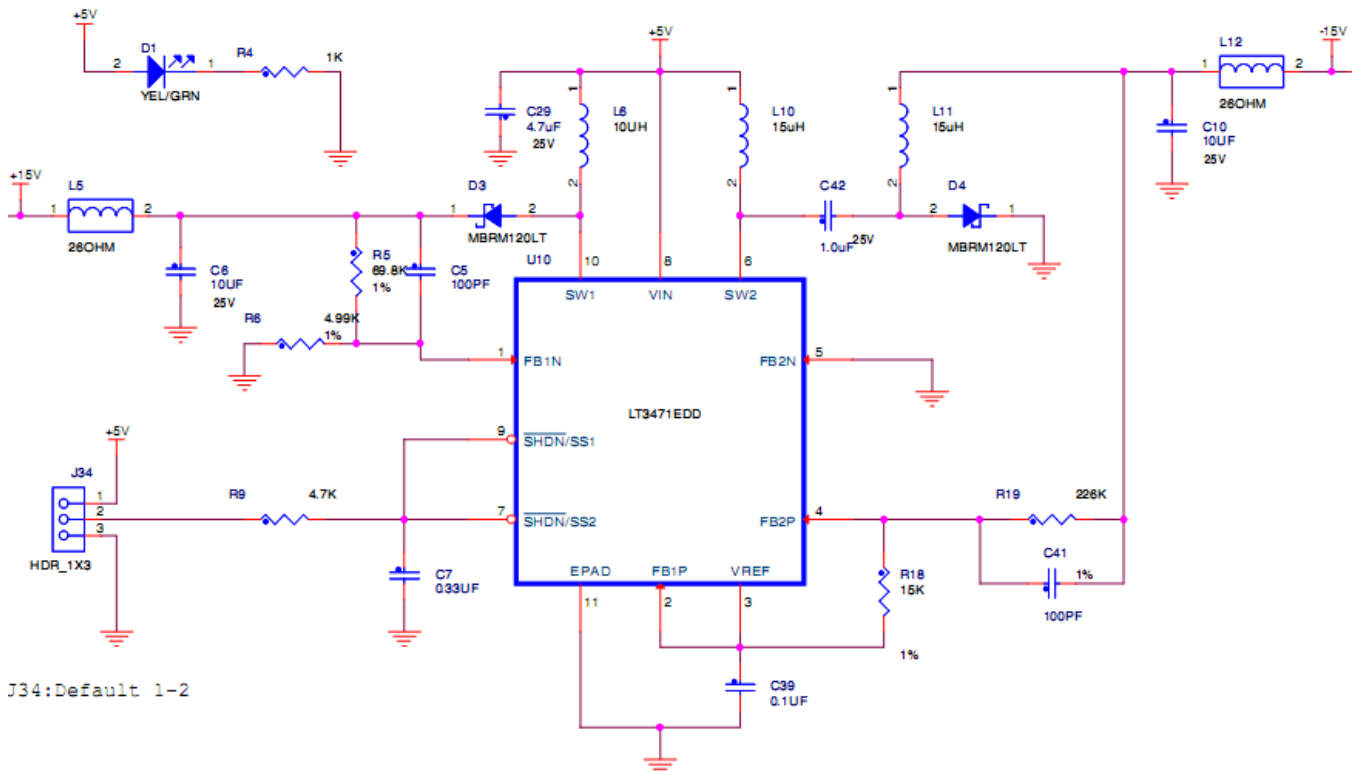 +5V
D1
2
1
YEL/GRN
R4
1K
+5V
C29
4.7uF
25V
1
L6
10UH
2
1
L10
15uH
2
1
L11
15uH
2
L12
1
2
26OHM
-15V
C10
10UF
25V
+15V
L5
1
2
26OHM
C6
10UF
25V
R5
69.8K
1%
C5
100PF
D3
1
2
MBRM120LT
C42
1.0uF
25V
D4
2
1
MBRM120LT
R6
4.99K
1%
U10
10
8
6
SW1
VIN
SW2
1
FB1N
FB2N
5
LT3471EDD
9
SHDN/SS1
7
SHDN/SS2
FB2P
4
EPAD
FB1P
VREF
11
2
3
+5V
J34
1
2
3
HDR_1X3
R9
4.7K
C7
0.33UF
R19
226K
C41
1%
100PF
R18
15K
1%
C39
0.1UF
J34:Default 1-2